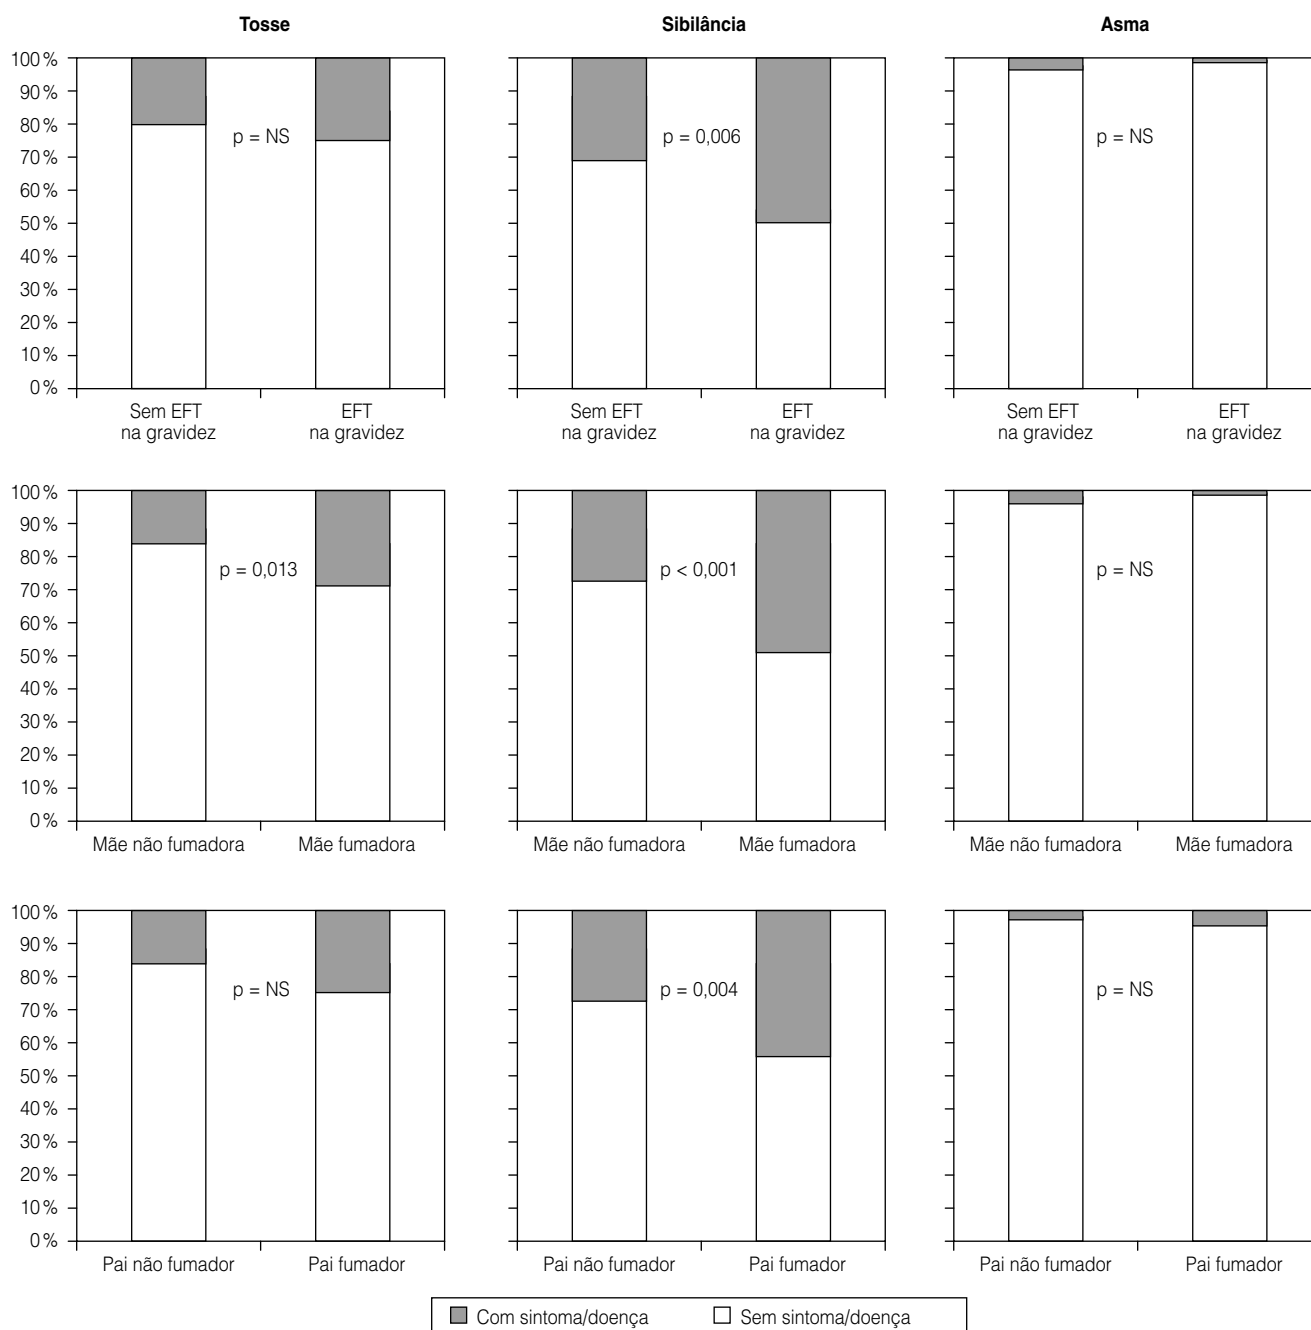 Tosse
Sibilância
Asma
100%
90%
80%
70%
60%
50%
40%
30%
20%
10%
0%
p = NS
p = 0,006
p = NS
Sem EFT
na gravidez
EFT
na gravidez
Sem EFT
na gravidez
EFT
na gravidez
Sem EFT
na gravidez
EFT
na gravidez
100%
90%
80%
70%
60%
50%
40%
30%
20%
10%
0%
p = 0,013
p < 0,001
p = NS
Mãe não fumadora
Mãe fumadora
Mãe não fumadora
Mãe fumadora
Mãe não fumadora
Mãe fumadora
100%
90%
80%
70%
60%
50%
40%
30%
20%
10%
0%
p = NS
p = 0,004
p = NS
Pai não fumador
Pai fumador
Pai não fumador
Pai fumador
Pai não fumador
Pai fumador
Com sintoma/doença
Sem sintoma/doença